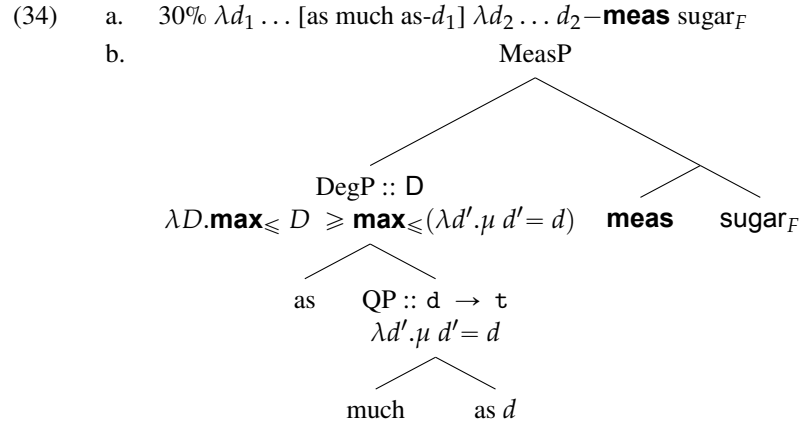 (34) a. 30% λd₁ … [as much as-d₁] λd₂ … d₂−meas sugar_F
b. MeasP
DegP :: D
λD.max⩽ D ⩾ max⩽(λd′.μ d′= d) meas sugar_F
as QP :: d → t
λd′.μ d′= d
much as d